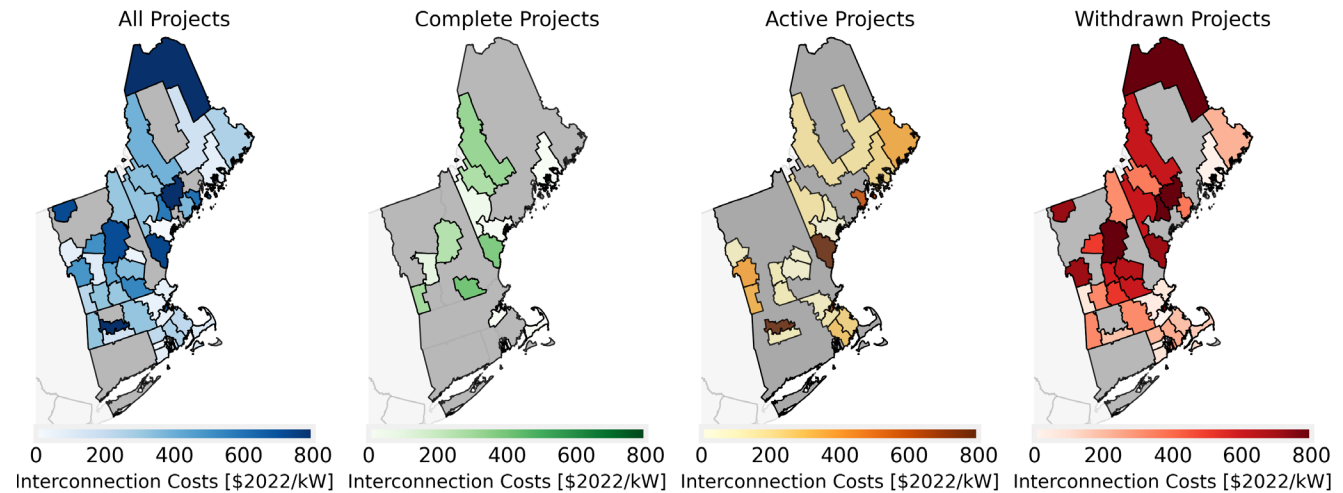 All Projects
Complete Projects
Active Projects
Withdrawn Projects
0 200 400 600 800
Interconnection Costs [$2022/kW]
0 200 400 600 800
Interconnection Costs [$2022/kW]
0 200 400 600 800
Interconnection Costs [$2022/kW]
0 200 400 600 800
Interconnection Costs [$2022/kW]